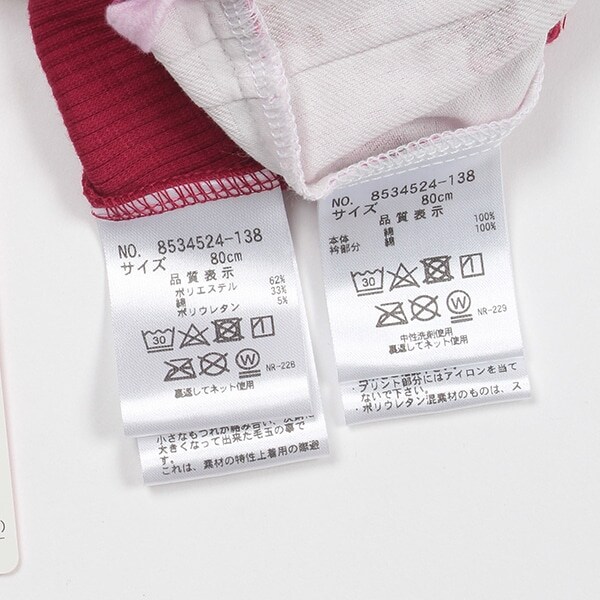 NO. 8534524-138
サイズ 80cm
品質表示
ポリエステル 62%
綿 33%
ポリウレタン 5%
30
NR-228
裏返してネット使用
小さなもつれが絡み合い、
大きくなって出来た毛玉の事で
す。
これは、素材の特性上着用の際避
NO. 8534524-138
サイズ 80cm
品質表示
本体 綿 100%
衿部分 綿 100%
30
W
NR-229
中性洗剤使用
裏返してネット使用
・プリント部分にはアイロンを当て
ないで下さい。
・ポリウレタン混素材のものは、ス